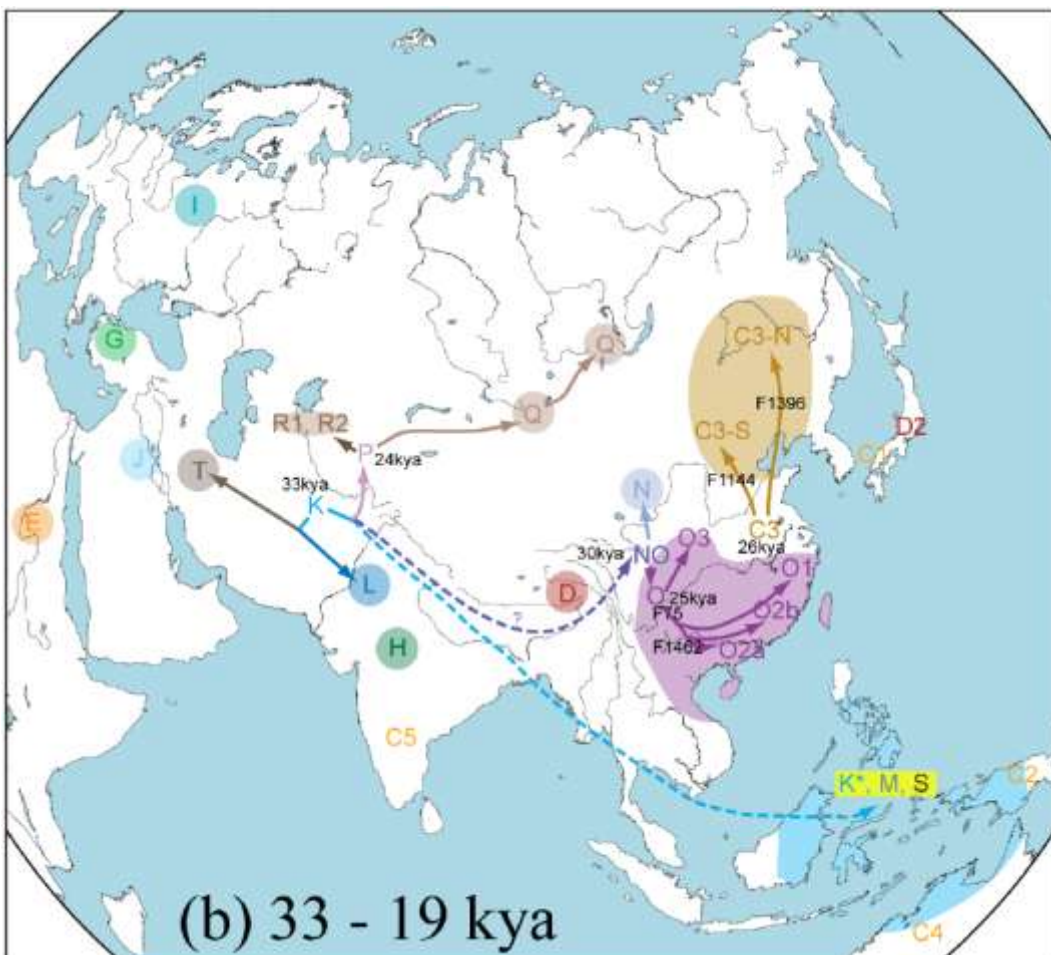 I
G
C3-N
Q
F1396
Q
R1, R2
C3-S
D2
C1
P
24kya
J
T
33kya
F1144
N
K
E
C3
26kya
O3
30kya
NO
O1
L
D
O
25kya
F75
O2b
?
F1462
H
O2a
C5
C2
K*, M, S
(b) 33 - 19 kya
C4